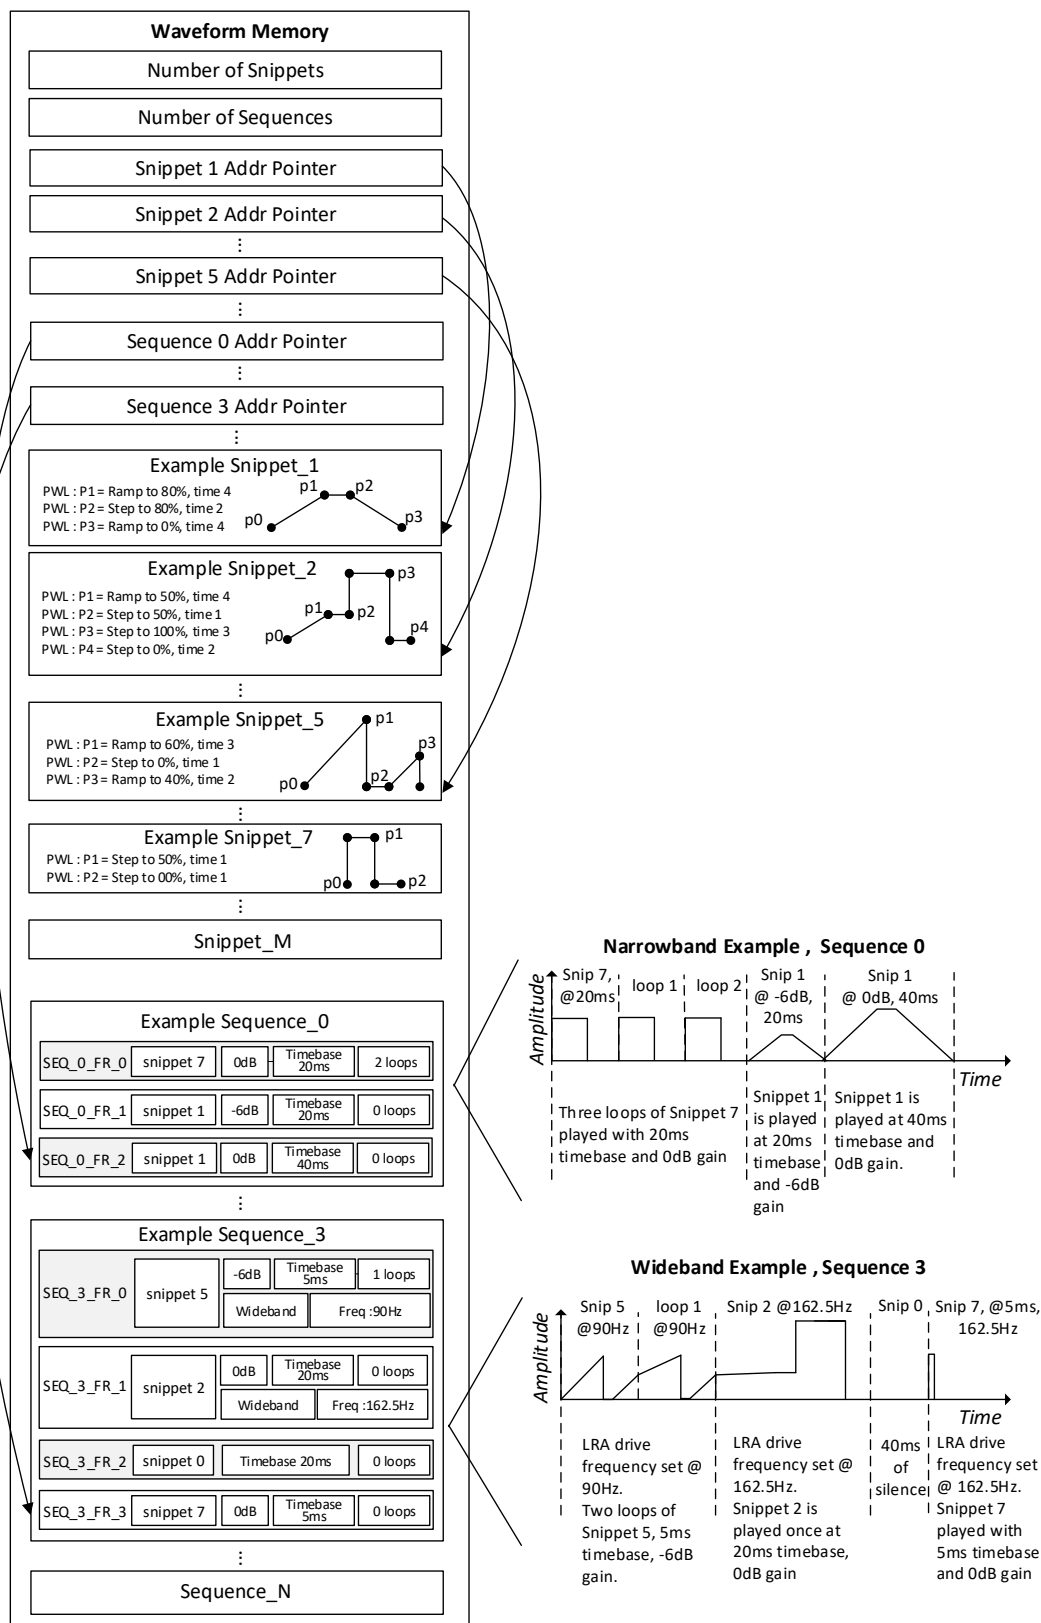 Waveform Memory
Number of Snippets
Number of Sequences
Snippet 1 Addr Pointer
Snippet 2 Addr Pointer
Snippet 5 Addr Pointer
Sequence 0 Addr Pointer
Sequence 3 Addr Pointer
Example Snippet_1
PWL : P1 = Ramp to 80%, time 4
PWL : P2 = Step to 80%, time 2
PWL : P3 = Ramp to 0%, time 4
p0
p1
p2
p3
Example Snippet_2
PWL : P1 = Ramp to 50%, time 4
PWL : P2 = Step to 50%, time 1
PWL : P3 = Step to 100%, time 3
PWL : P4 = Step to 0%, time 2
p0
p1
p2
p3
p4
Example Snippet_5
PWL : P1 = Ramp to 60%, time 3
PWL : P2 = Step to 0%, time 1
PWL : P3 = Ramp to 40%, time 2
p0
p1
p2
p3
Example Snippet_7
PWL : P1 = Step to 50%, time 1
PWL : P2 = Step to 00%, time 1
p0
p1
p2
Snippet_M
Example Sequence_0
SEQ_0_FR_0 snippet 7 0dB Timebase 20ms 2 loops
SEQ_0_FR_1 snippet 1 -6dB Timebase 20ms 0 loops
SEQ_0_FR_2 snippet 1 0dB Timebase 40ms 0 loops
Example Sequence_3
SEQ_3_FR_0 snippet 5 -6dB Timebase 5ms 1 loops
Wideband Freq :90Hz
SEQ_3_FR_1 snippet 2 0dB Timebase 20ms 0 loops
Wideband Freq :162.5Hz
SEQ_3_FR_2 snippet 0 Timebase 20ms 0 loops
SEQ_3_FR_3 snippet 7 0dB Timebase 5ms 0 loops
Sequence_N
Narrowband Example , Sequence 0
Amplitude
Snip 7,
@20ms
loop 1
loop 2
Snip 1
@ -6dB,
20ms
Snip 1
@ 0dB, 40ms
Time
Three loops of Snippet 7
played with 20ms
timebase and 0dB gain
Snippet 1
is played
at 20ms
timebase
and -6dB
gain
Snippet 1 is
played at 40ms
timebase and
0dB gain.
Wideband Example , Sequence 3
Amplitude
Snip 5
@90Hz
loop 1
@90Hz
Snip 2 @162.5Hz
Snip 0
Snip 7, @5ms,
162.5Hz
Time
LRA drive
frequency set @
90Hz.
Two loops of
Snippet 5, 5ms
timebase, -6dB
gain.
LRA drive
frequency set @
162.5Hz.
Snippet 2 is
played once at
20ms timebase,
0dB gain
40ms
of
silence
LRA drive
frequency set
@ 162.5Hz.
Snippet 7
played with
5ms timebase
and 0dB gain